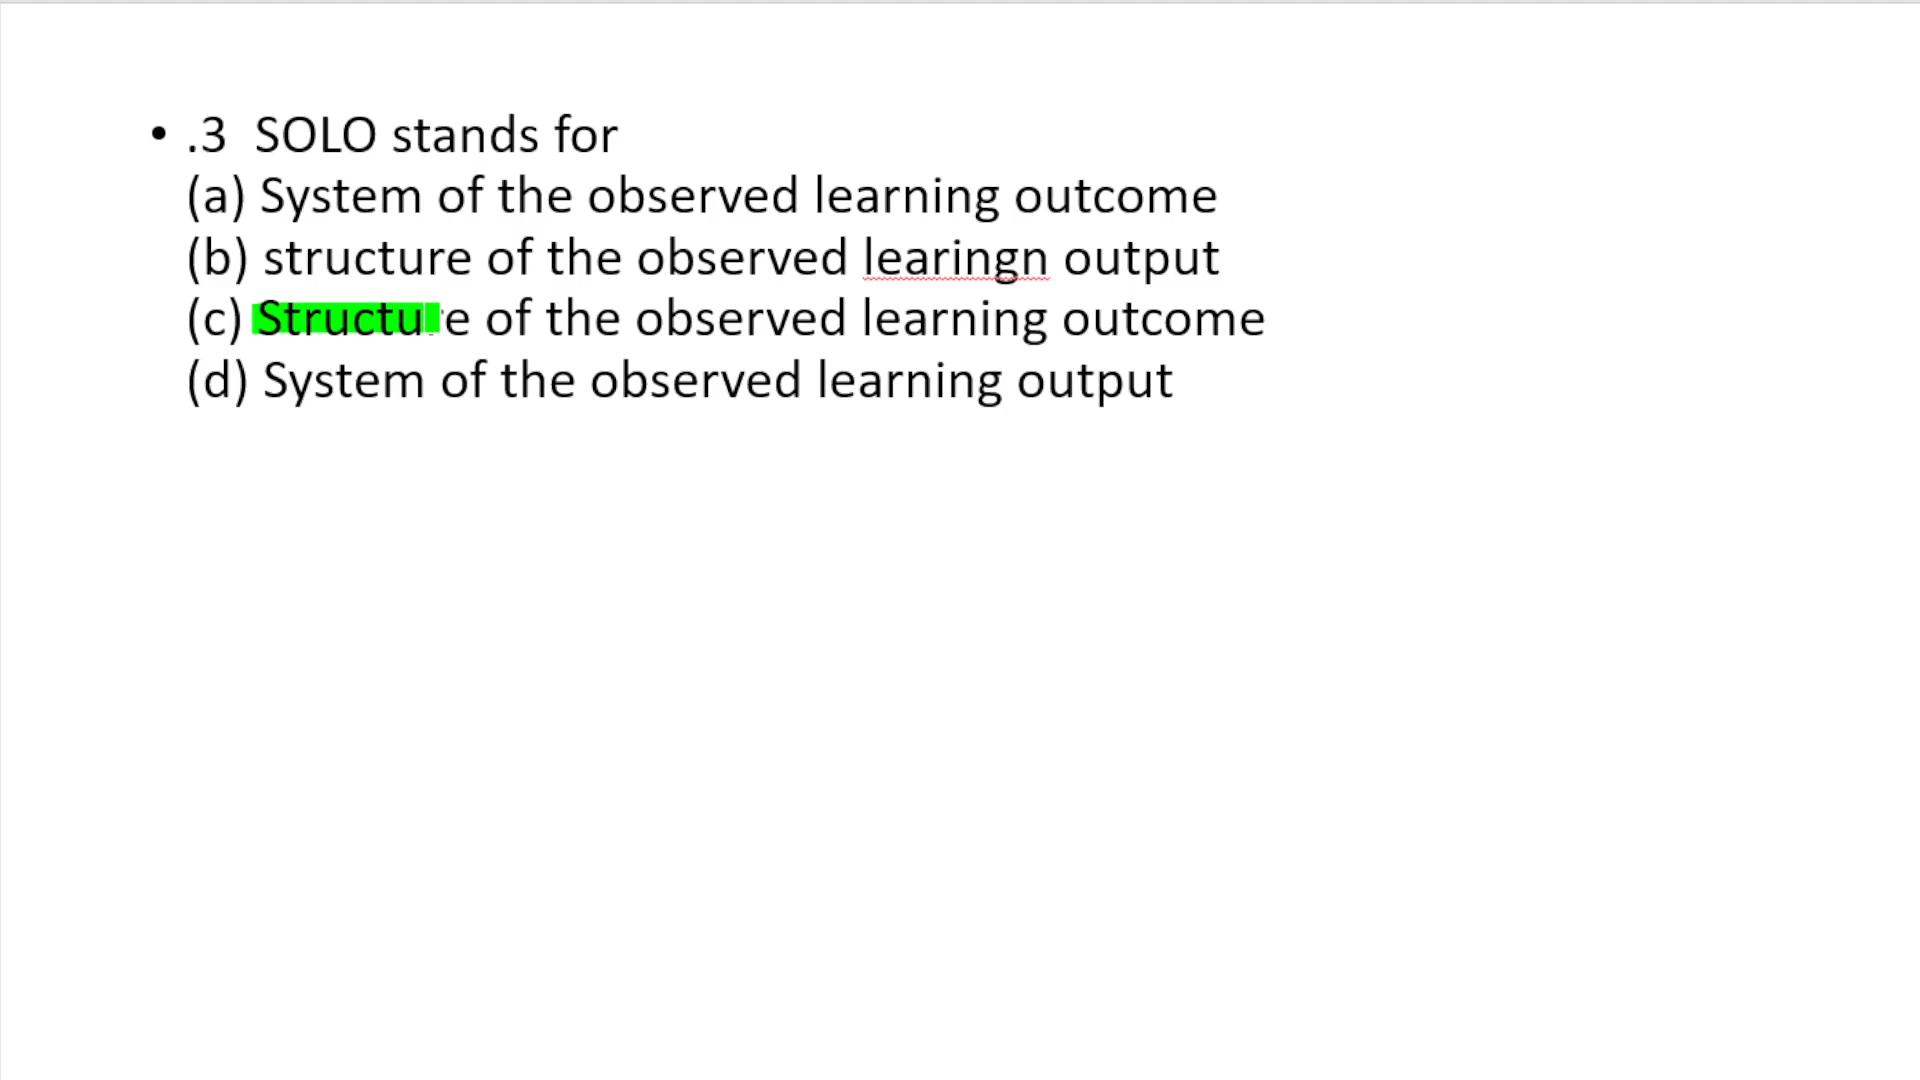 • .3  SOLO stands for
(a) System of the observed learning outcome
(b) structure of the observed learingn output
(c) Structure of the observed learning outcome
(d) System of the observed learning output